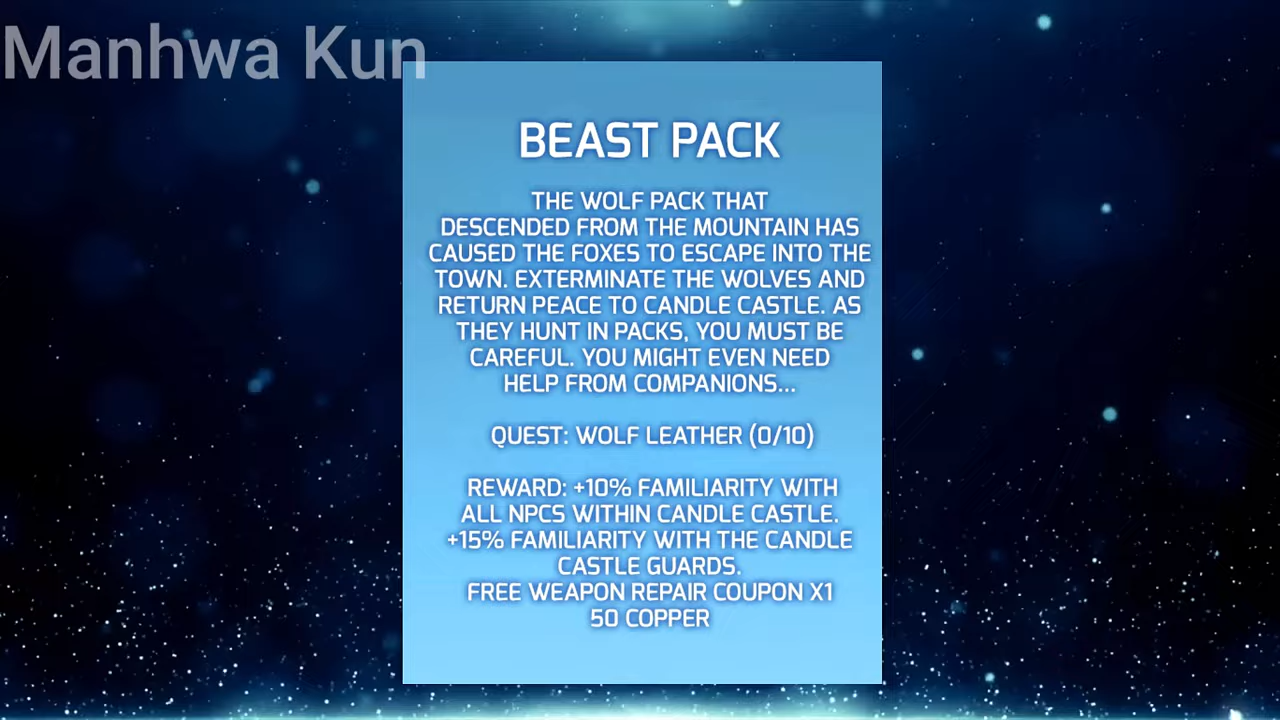 Manhwa Kun
BEAST PACK
THE WOLF PACK THAT
DESCENDED FROM THE MOUNTAIN HAS
CAUSED THE FOXES TO ESCAPE INTO THE
TOWN. EXTERMINATE THE WOLVES AND
RETURN PEACE TO CANDLE CASTLE. AS
THEY HUNT IN PACKS, YOU MUST BE
CAREFUL. YOU MIGHT EVEN NEED
HELP FROM COMPANIONS...
QUEST: WOLF LEATHER (0/10)
REWARD: +10% FAMILIARITY WITH
ALL NPCS WITHIN CANDLE CASTLE.
+15% FAMILIARITY WITH THE CANDLE
CASTLE GUARDS.
FREE WEAPON REPAIR COUPON X1
50 COPPER